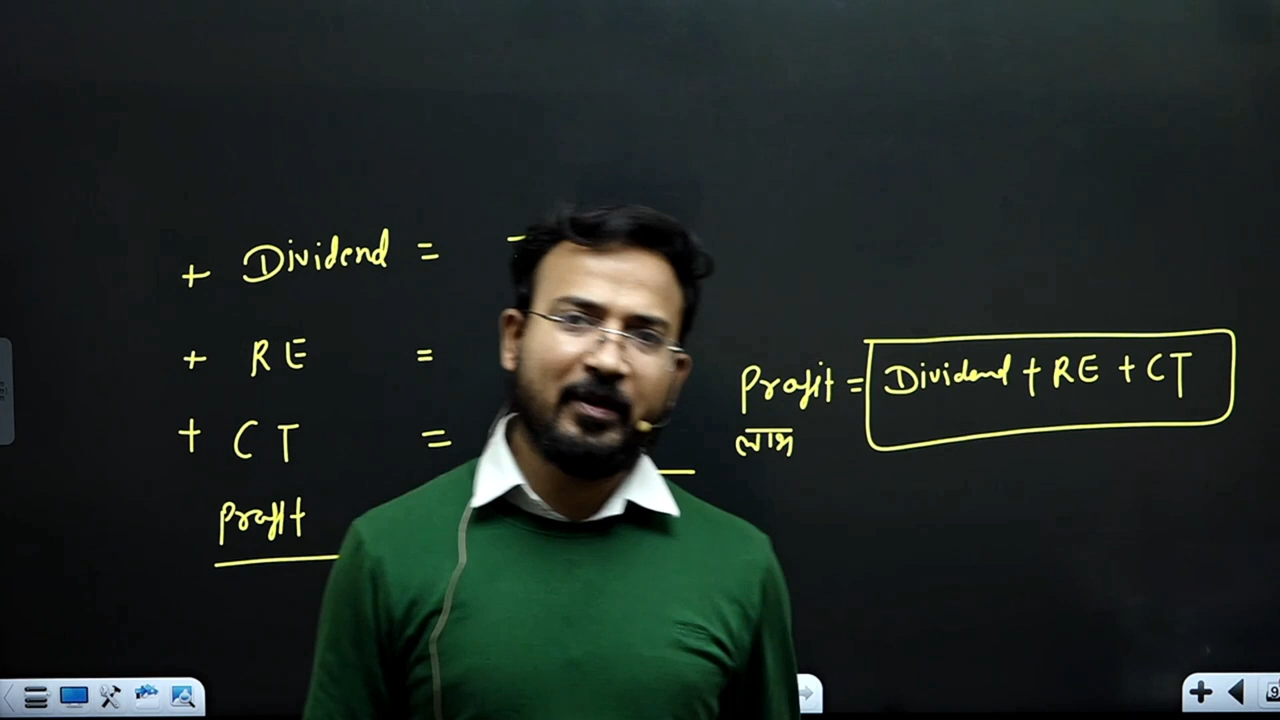 + Dividend =
+ RE =
+ CT =
Profit
Profit = Dividend + RE + CT
লাভ